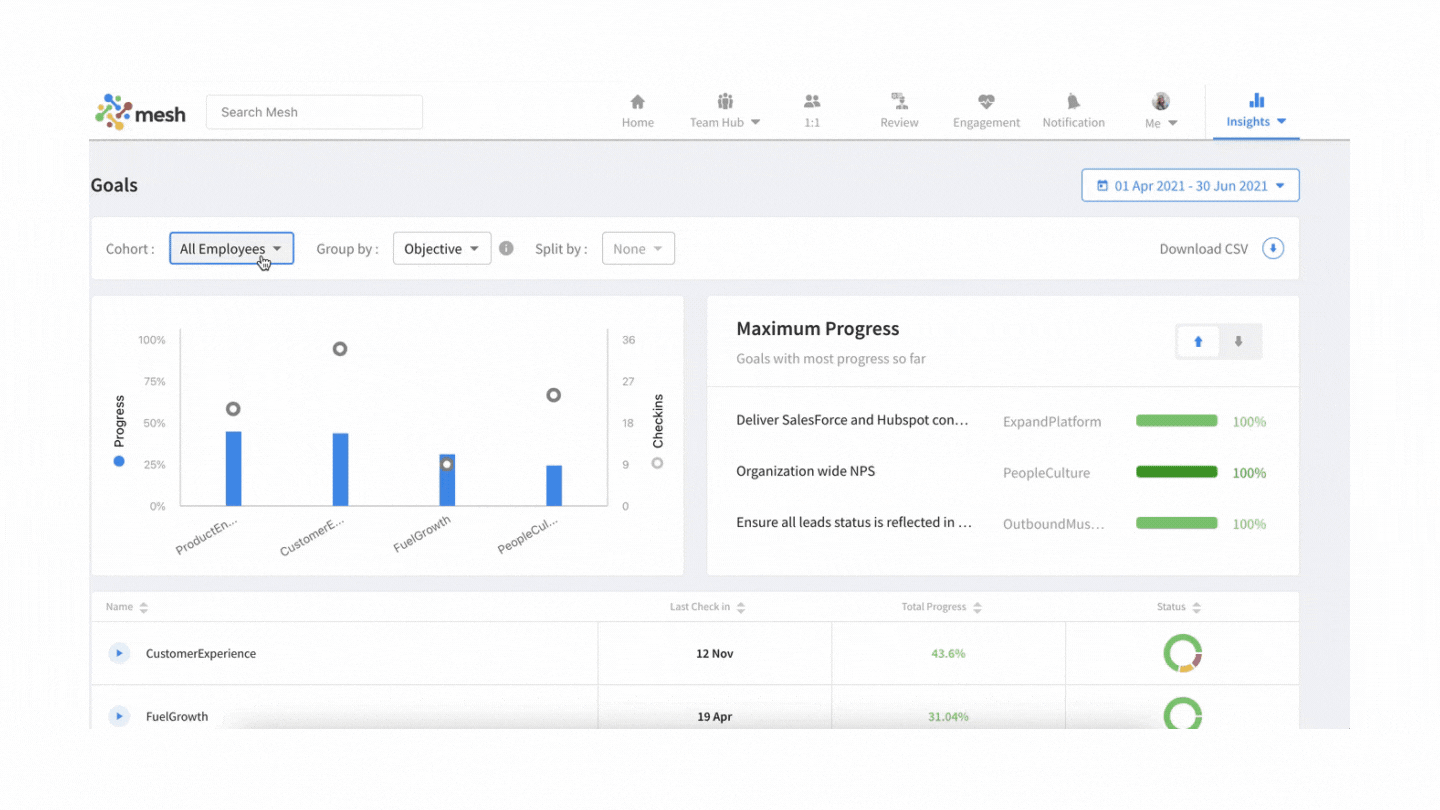 mesh
Search Mesh
Home
Team Hub
1:1
Review
Engagement
Notification
Me
Insights
Goals
01 Apr 2021 - 30 Jun 2021
Cohort : All Employees Group by : Objective Split by : None Download CSV
100%
75%
50%
25%
0%
Progress
36
27
18
9
0
Checkins
ProductEn...
CustomerE...
FuelGrowth
PeopleCul...
Maximum Progress
Goals with most progress so far
Deliver SalesForce and Hubspot con... ExpandPlatform 100%
Organization wide NPS PeopleCulture 100%
Ensure all leads status is reflected in ... OutboundMus... 100%
Name Last Check in Total Progress Status
CustomerExperience 12 Nov 43.6%
FuelGrowth 19 Apr 31.04%